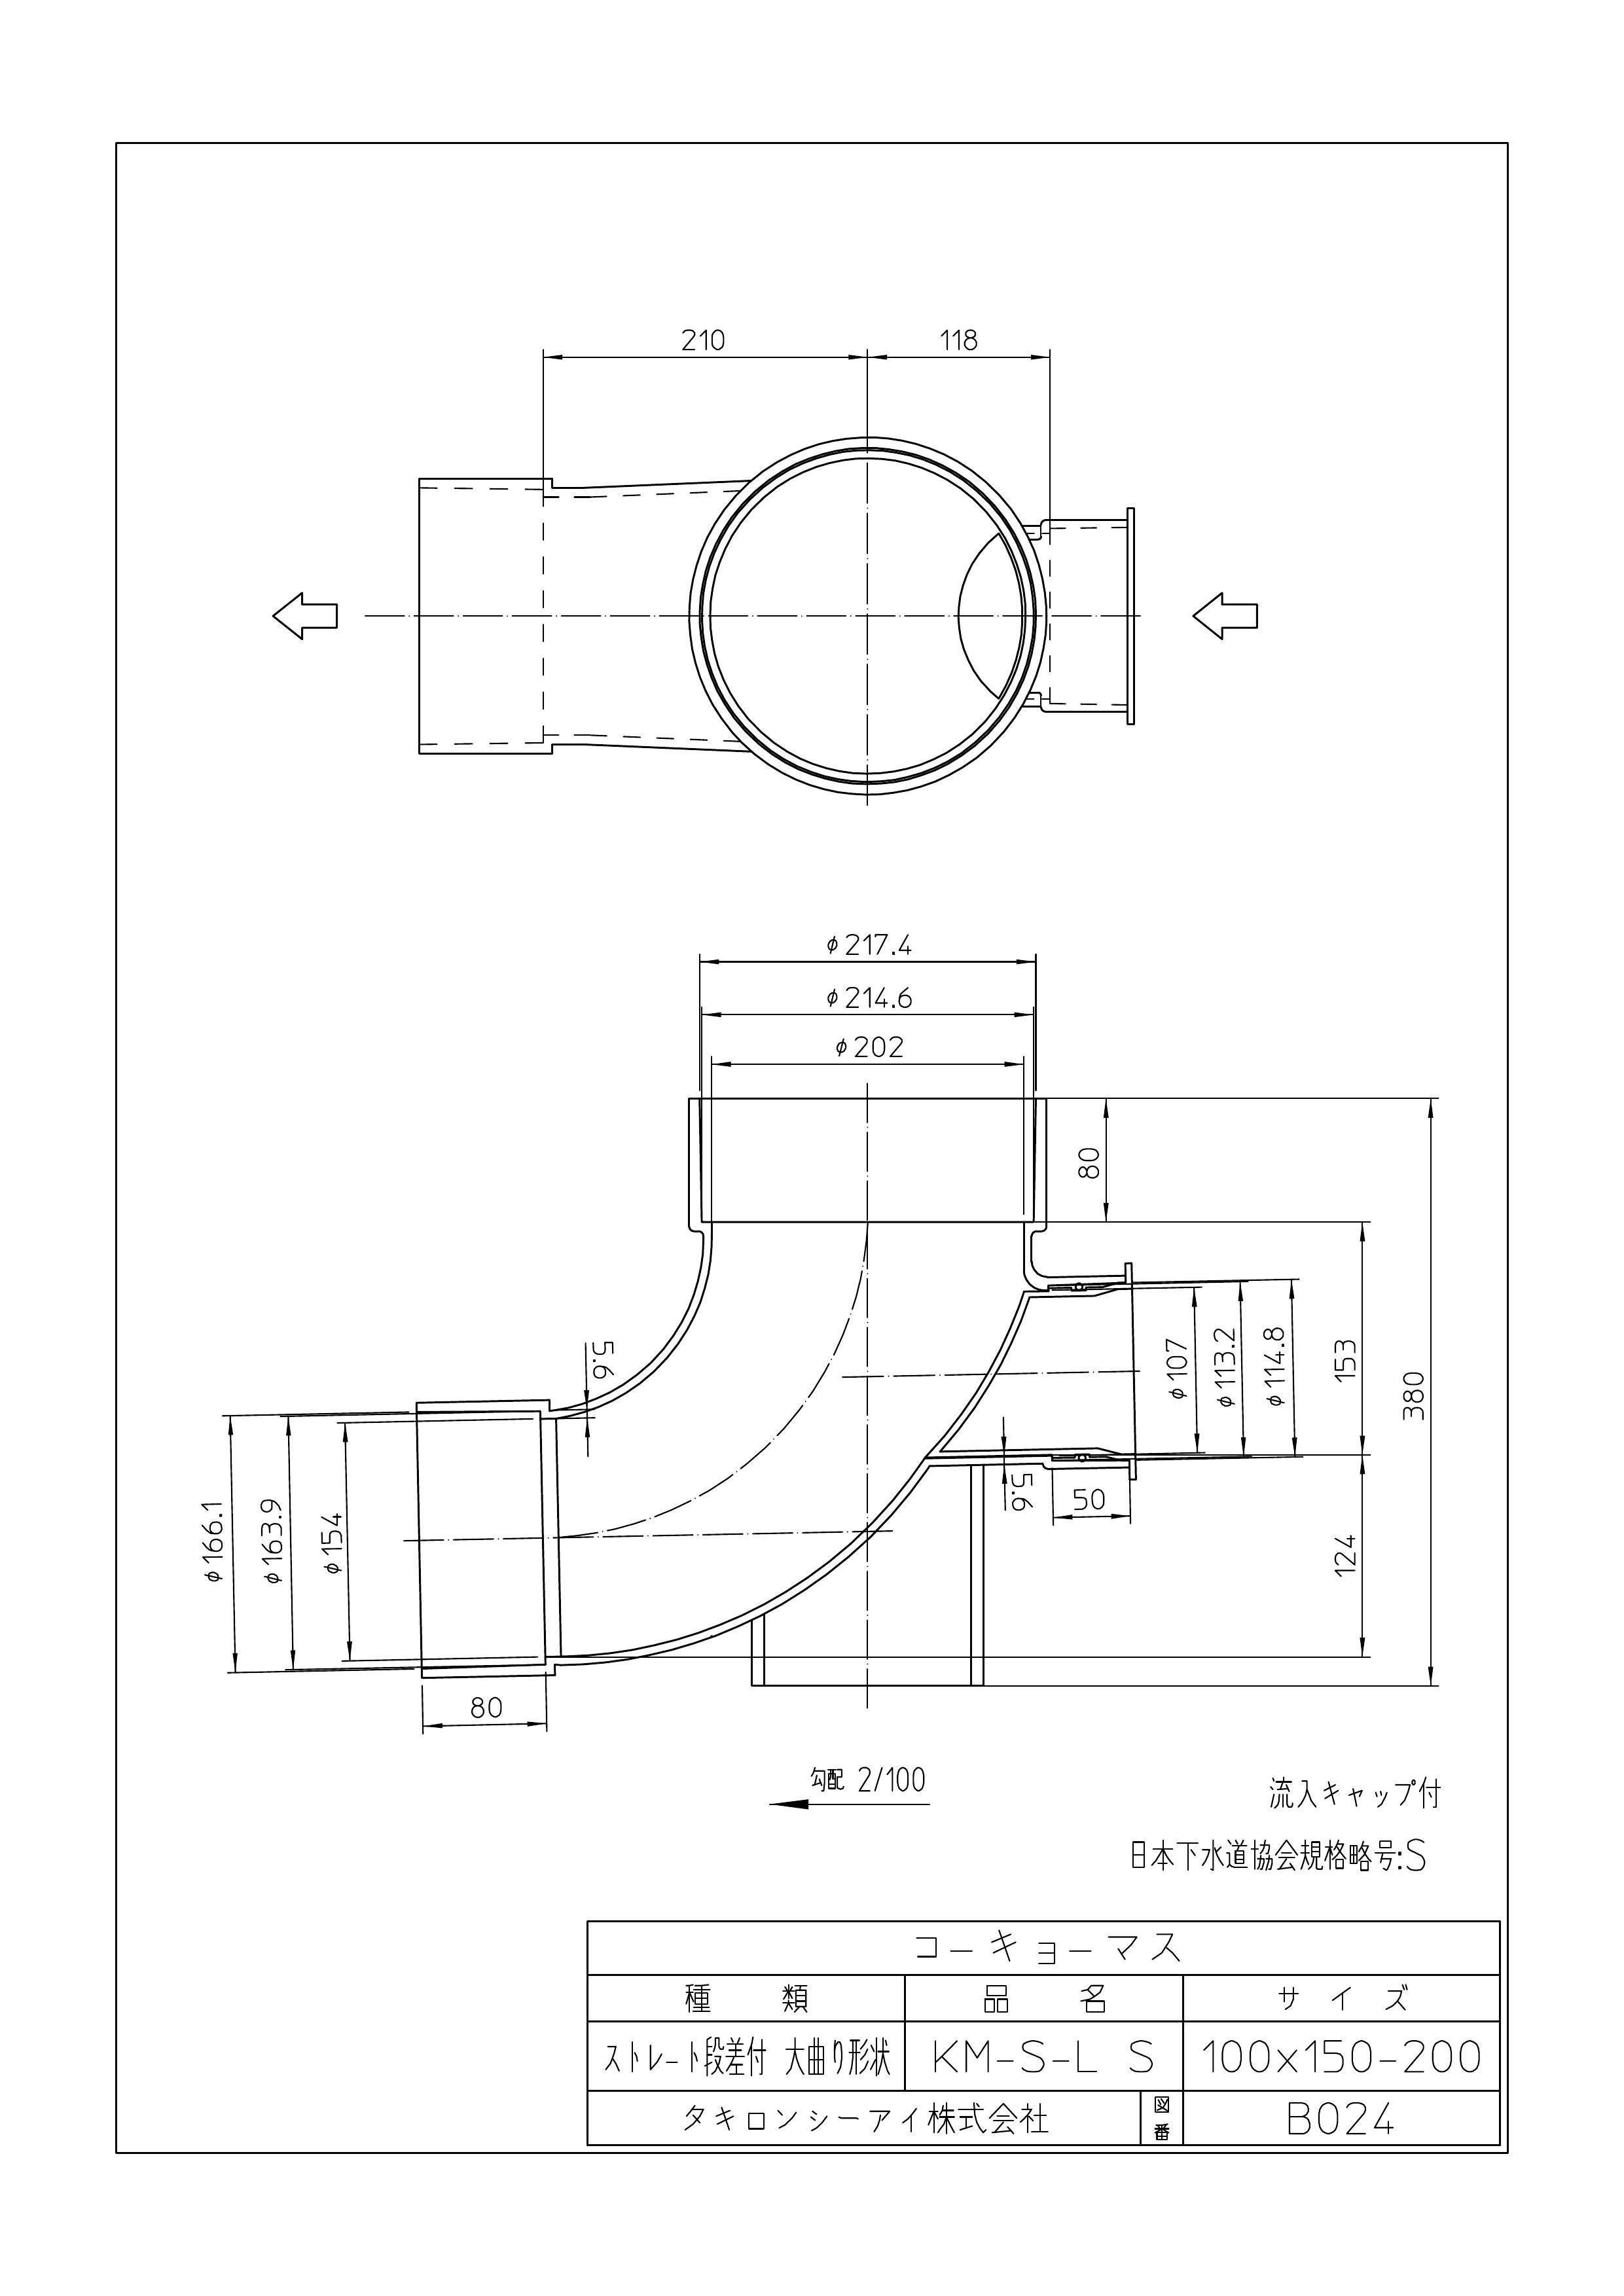 210 118
φ217.4
φ214.6
φ202
80
5.6
φ107
φ113.2
φ114.8
153
380
φ166.1
φ163.9
φ154
5.6
50
124
80
勾配 2/100
流入キャップ付
日本下水道協会規格略号:S
コーキョーマス
種 類 品 名 サイズ
ストレート段差付 大曲り形状 KM-S-L S 100x150-200
タキロンシーアイ株式会社 図番 B024